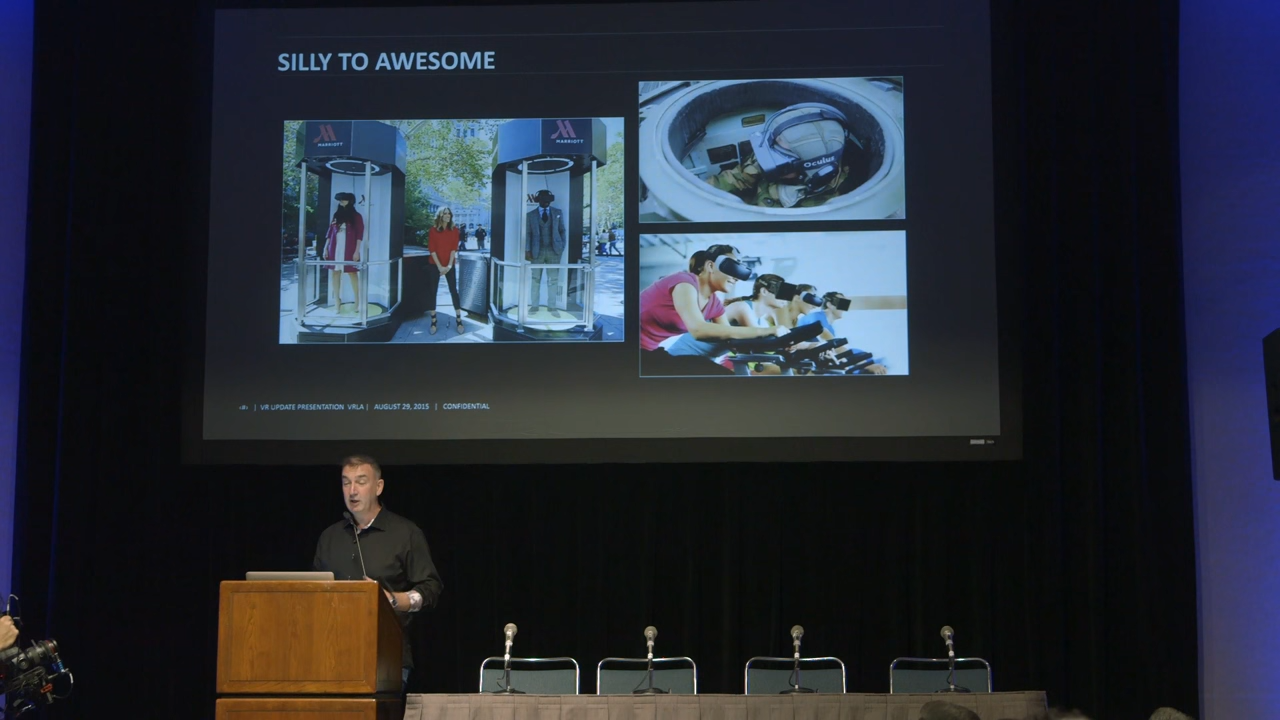 SILLY TO AWESOME
MARRIOTT
MARRIOTT
Oculus
‹#› | VR UPDATE PRESENTATION VRLA | AUGUST 29, 2015 | CONFIDENTIAL